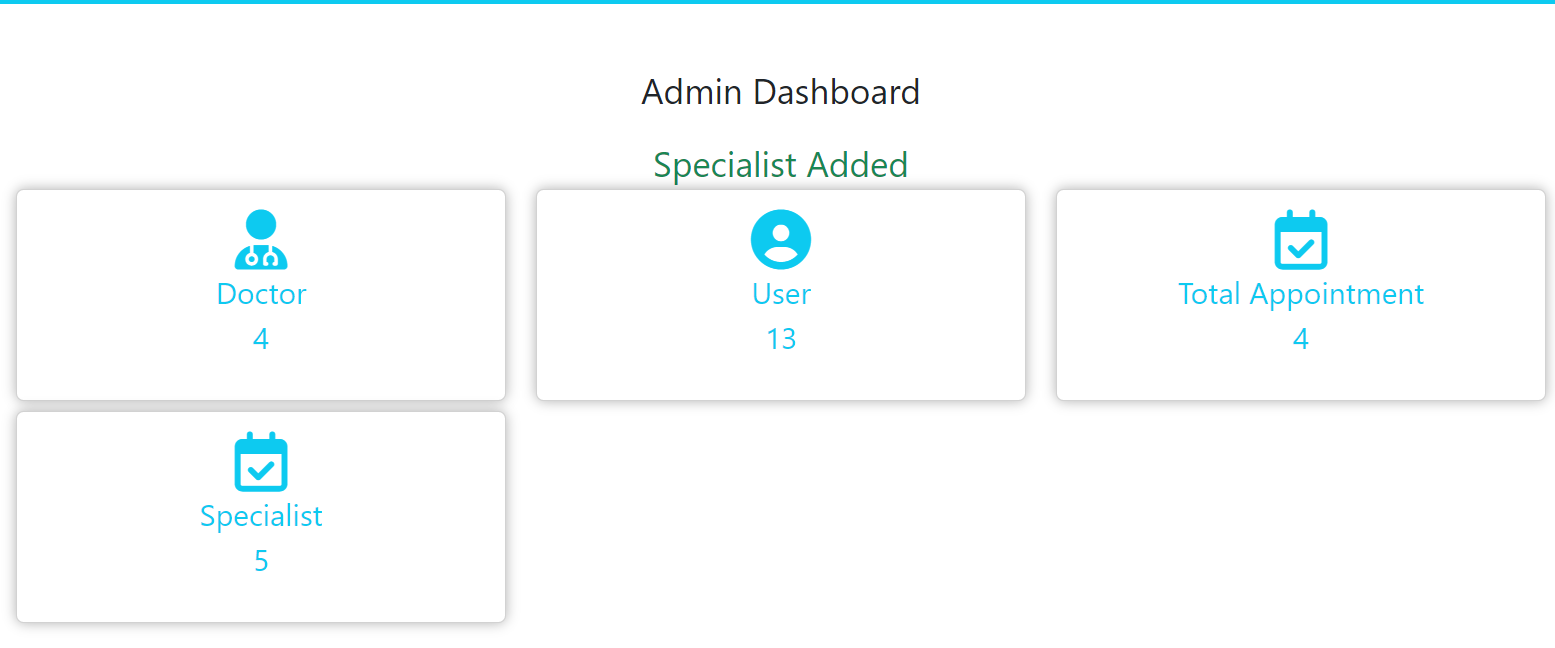 Admin Dashboard
Specialist Added
Doctor
4
User
13
Total Appointment
4
Specialist
5